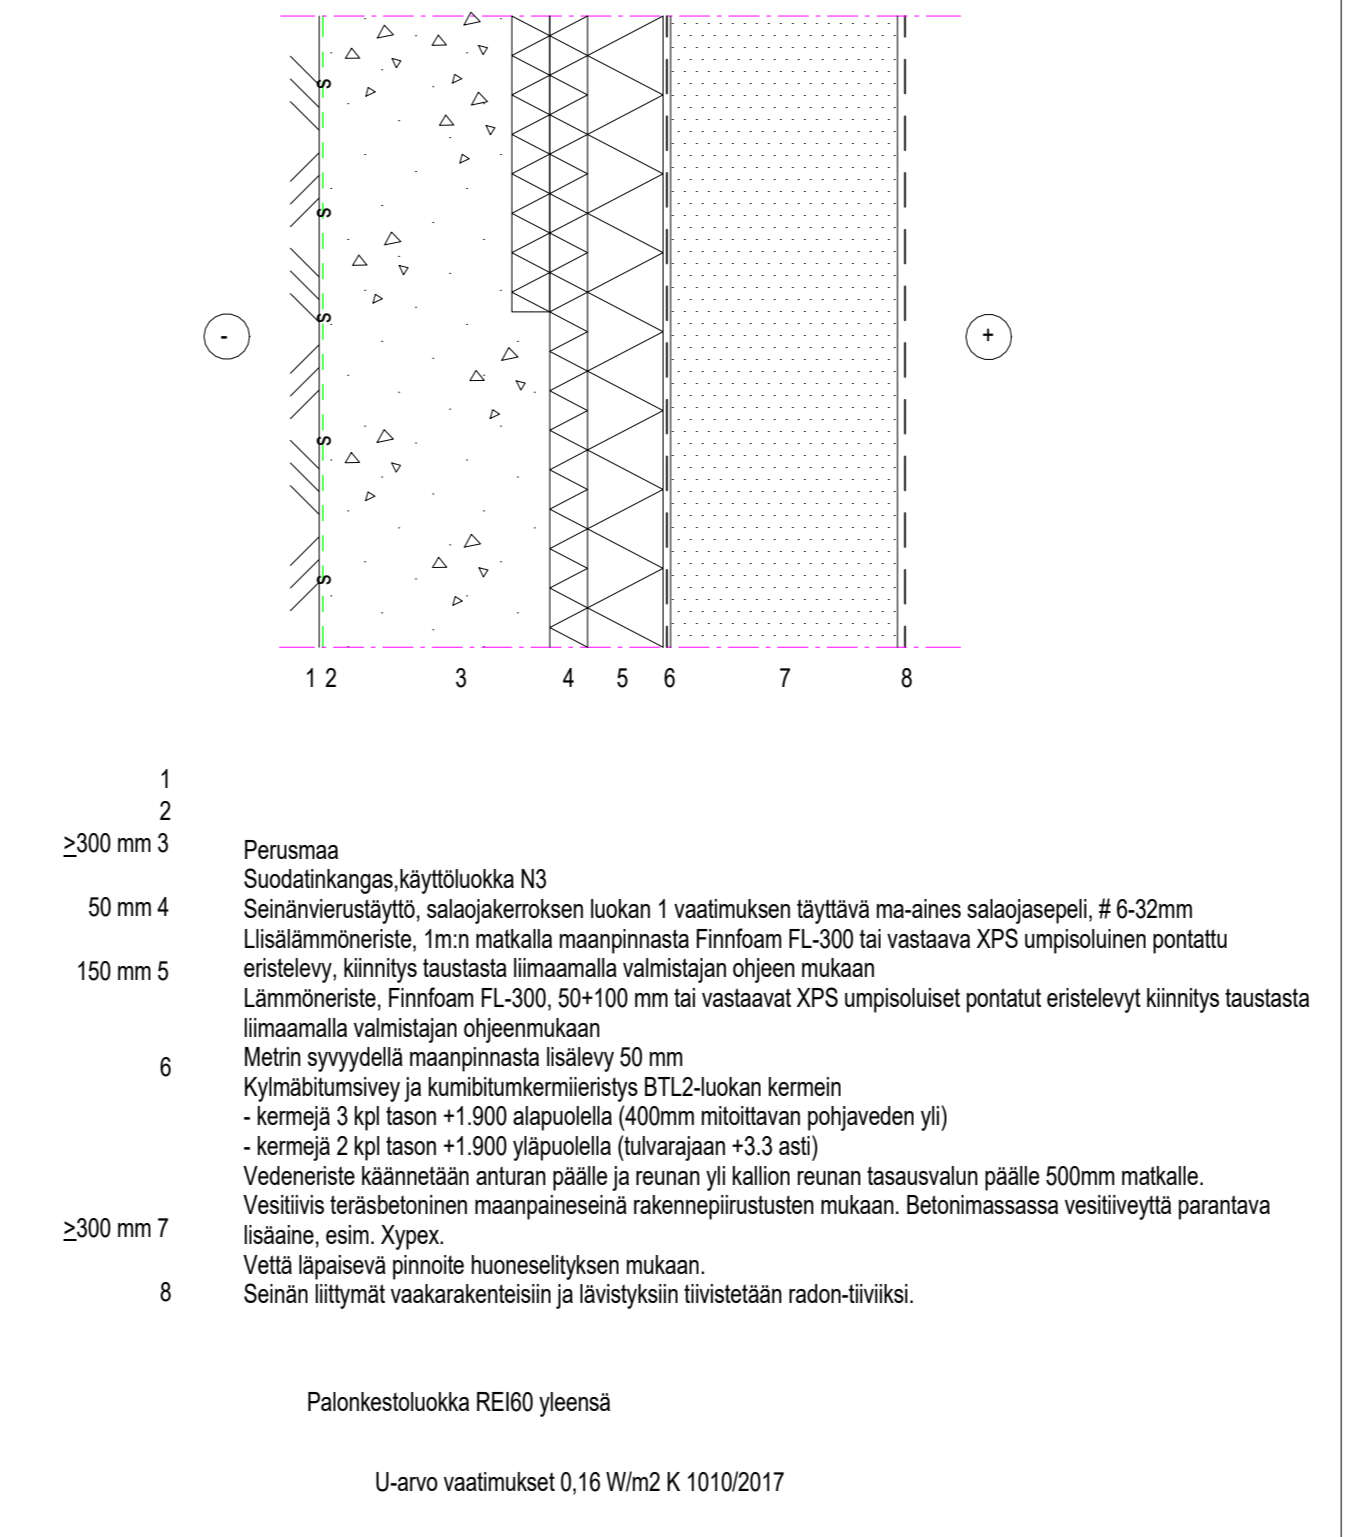 S
S
S
S
S
-
+
1 2 3 4 5 6 7 8
1
2
>300 mm 3
Perusmaa
Suodatinkangas,käyttöluokka N3
50 mm 4
Seinänvierustäyttö, salaojakerroksen luokan 1 vaatimuksen täyttävä ma-aines salaojasepeli, # 6-32mm
Llisälämmöneriste, 1m:n matkalla maanpinnasta Finnfoam FL-300 tai vastaava XPS umpisoluinen pontattu
150 mm 5
eristelevy, kiinnitys taustasta liimaamalla valmistajan ohjeen mukaan
Lämmöneriste, Finnfoam FL-300, 50+100 mm tai vastaavat XPS umpisoluiset pontatut eristelevyt kiinnitys taustasta
liimaamalla valmistajan ohjeenmukaan
6
Metrin syvyydellä maanpinnasta lisälevy 50 mm
Kylmäbitumsivey ja kumibitumkermiieristys BTL2-luokan kermein
- kermejä 3 kpl tason +1.900 alapuolella (400mm mitoittavan pohjaveden yli)
- kermejä 2 kpl tason +1.900 yläpuolella (tulvarajaan +3.3 asti)
Vedeneriste käännetään anturan päälle ja reunan yli kallion reunan tasausvalun päälle 500mm matkalle.
Vesitiivis teräsbetoninen maanpaineseinä rakennepiirustusten mukaan. Betonimassassa vesitiiveyttä parantava
>300 mm 7
lisäaine, esim. Xypex.
Vettä läpaisevä pinnoite huoneselityksen mukaan.
8
Seinän liittymät vaakarakenteisiin ja lävistyksiin tiivistetään radon-tiiviiksi.
Palonkestoluokka REI60 yleensä
U-arvo vaatimukset 0,16 W/m2 K 1010/2017